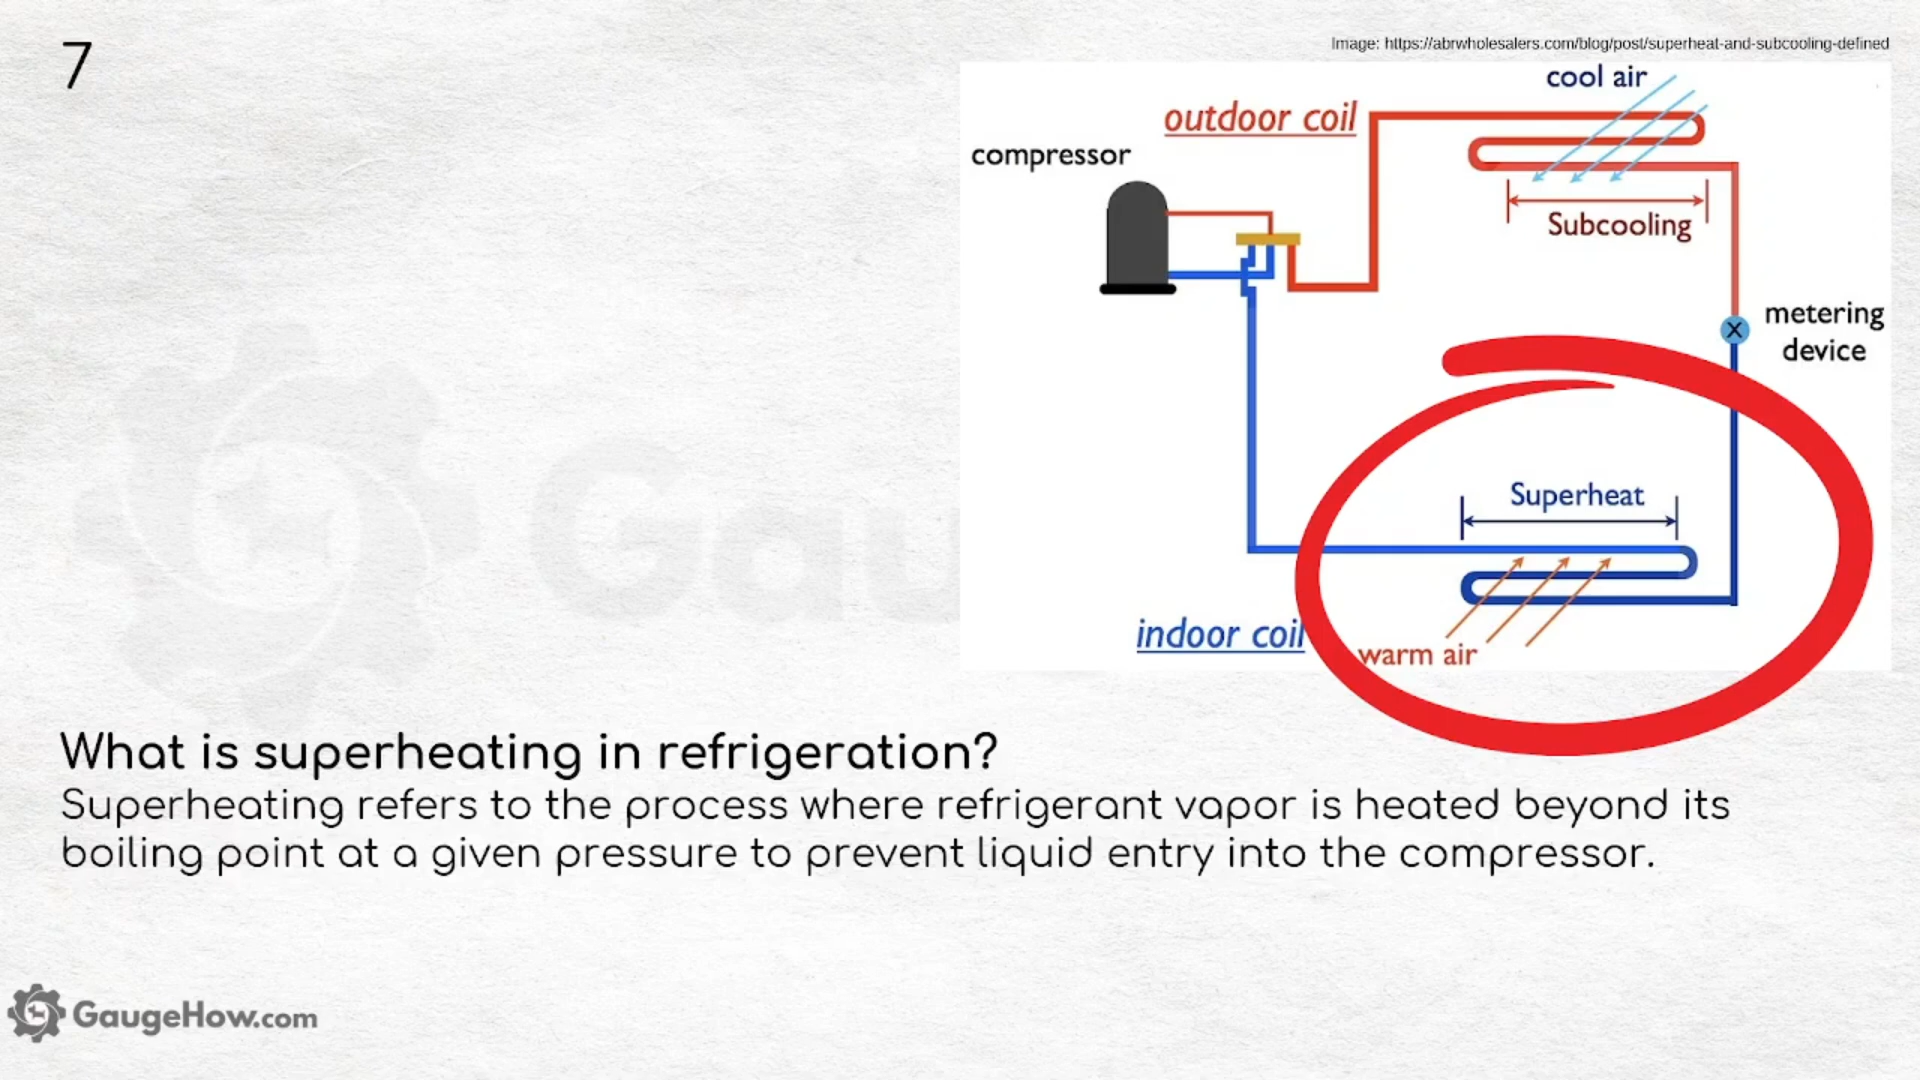 7
Image: https://abrwholesalers.com/blog/post/superheat-and-subcooling-defined
cool air
outdoor coil
compressor
Subcooling
metering
device
Superheat
indoor coil
warm air
Gau
What is superheating in refrigeration?
Superheating refers to the process where refrigerant vapor is heated beyond its
boiling point at a given pressure to prevent liquid entry into the compressor.
GaugeHow.com